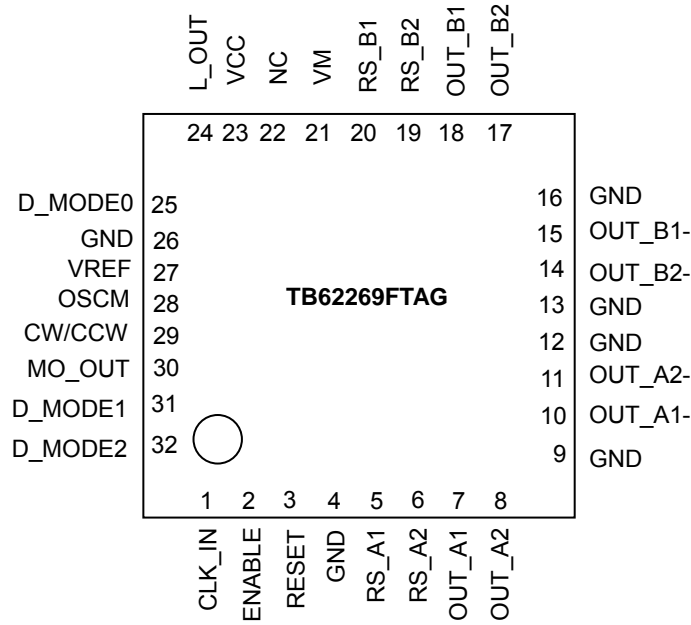 L_OUT VCC NC VM RS_B1 RS_B2 OUT_B1 OUT_B2
24 23 22 21 20 19 18 17
D_MODE0 25
GND 26
VREF 27
OSCM 28
CW/CCW 29
MO_OUT 30
D_MODE1 31
D_MODE2 32
TB62269FTAG
16 GND
15 OUT_B1-
14 OUT_B2-
13 GND
12 GND
11 OUT_A2-
10 OUT_A1-
9 GND
1 2 3 4 5 6 7 8
CLK_IN ENABLE RESET GND RS_A1 RS_A2 OUT_A1 OUT_A2